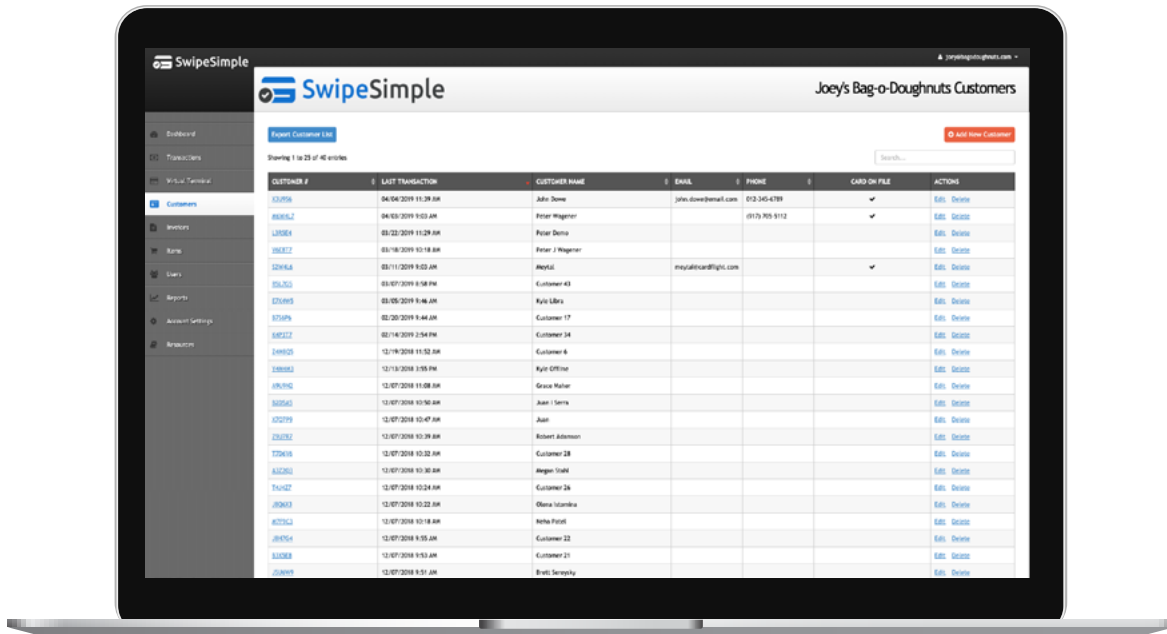 SwipeSimple
SwipeSimple
Joey's Bag-o-Doughnuts Customers
Dashboard
Transactions
Virtual Terminal
Customers
Invoices
Items
Users
Reports
Account Settings
Resources
Export Customer List
Add New Customer
Showing 1 to 25 of 40 entries
Search...
CUSTOMER # LAST TRANSACTION CUSTOMER NAME EMAIL PHONE CARD ON FILE ACTIONS
04/04/2019 11:39 AM John Dowe john.dowe@email.com 012-345-6789 ✔ Edit Delete
04/03/2019 9:03 AM Peter Wagener (917) 705-5112 ✔ Edit Delete
03/22/2019 11:29 AM Peter Demo Edit Delete
03/18/2019 10:18 AM Peter J Wagener Edit Delete
03/11/2019 9:03 AM Meytal meytal@cardflight.com ✔ Edit Delete
03/07/2019 8:58 PM Customer 43 Edit Delete
03/05/2019 9:46 AM Kyle Libra Edit Delete
02/20/2019 9:44 AM Customer 17 Edit Delete
02/14/2019 2:54 PM Customer 34 Edit Delete
12/19/2018 11:52 AM Customer 6 Edit Delete
12/13/2018 3:55 PM Kyle Offline Edit Delete
12/07/2018 11:08 AM Grace Maher Edit Delete
12/07/2018 10:50 AM Juan I Serra Edit Delete
12/07/2018 10:47 AM Juan Edit Delete
12/07/2018 10:39 AM Robert Adamson Edit Delete
12/07/2018 10:32 AM Customer 28 Edit Delete
12/07/2018 10:30 AM Megan Stahl Edit Delete
12/07/2018 10:24 AM Customer 26 Edit Delete
12/07/2018 10:22 AM Olena Istomina Edit Delete
12/07/2018 10:18 AM Neha Patel Edit Delete
12/07/2018 9:55 AM Customer 22 Edit Delete
12/07/2018 9:53 AM Customer 21 Edit Delete
12/07/2018 9:51 AM Brett Edit Delete